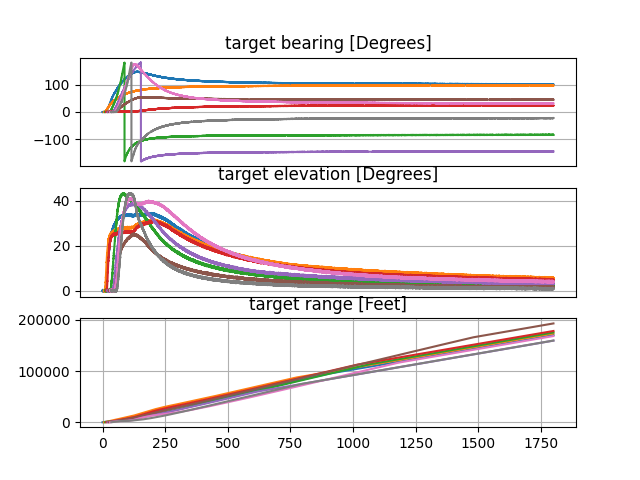 target bearing [Degrees]
100
0
−100
target elevation [Degrees]
40
20
0
target range [Feet]
200000
100000
0
0 250 500 750 1000 1250 1500 1750